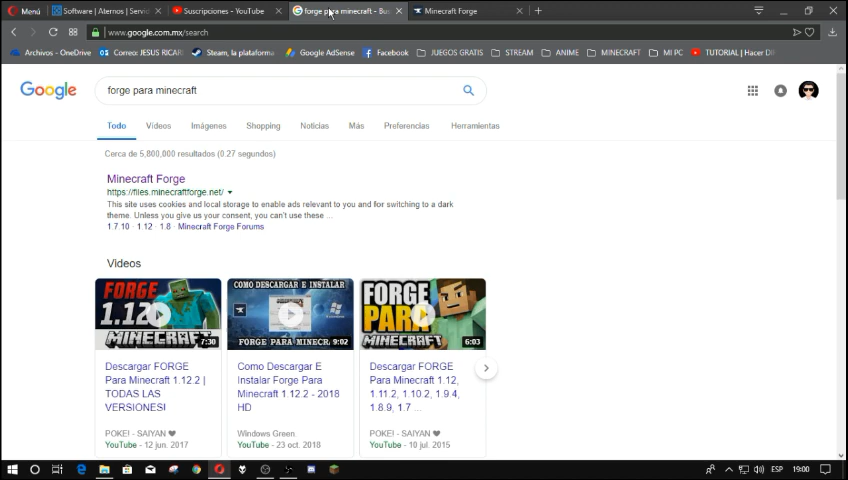 Menú
Software | Aternos | Servid
Suscripciones - YouTube
forge para minecraft - Bus
Minecraft Forge
www.google.com.mx/search
Archivos - OneDrive
Correo: JESUS RICAR
Steam, la plataforma
Google AdSense
Facebook
JUEGOS GRATIS
STREAM
ANIME
MINECRAFT
MI PC
TUTORIAL | Hacer DI
Google
forge para minecraft
Todo
Vídeos
Imágenes
Shopping
Noticias
Más
Preferencias
Herramientas
Cerca de 5,800,000 resultados (0.27 segundos)
Minecraft Forge
https://files.minecraftforge.net/
This site uses cookies and local storage to enable ads relevant to you and for switching to a dark
theme. Unless you give us your consent, you can't use these ...
1.7.10 · 1.12 · 1.8 · Minecraft Forge Forums
Videos
FORGE
1.12
MINECRAFT
7:30
COMO DESCARGAR E INSTALAR
FORGE PARA MINECR
9:02
FORGE
PARA
MINECRAFT
6:03
Descargar FORGE
Para Minecraft 1.12.2 |
TODAS LAS
VERSIONES!
POKE! - SAIYAN
YouTube - 12 jun. 2017
Como Descargar E
Instalar Forge Para
Minecraft 1.12.2 - 2018
HD
Windows Green
YouTube - 23 oct. 2018
Descargar FORGE
Para Minecraft 1.12,
1.11.2, 1.10.2, 1.9.4,
1.8.9, 1.7 ...
POKE! - SAIYAN
YouTube - 10 jul. 2015
ESP
19:00